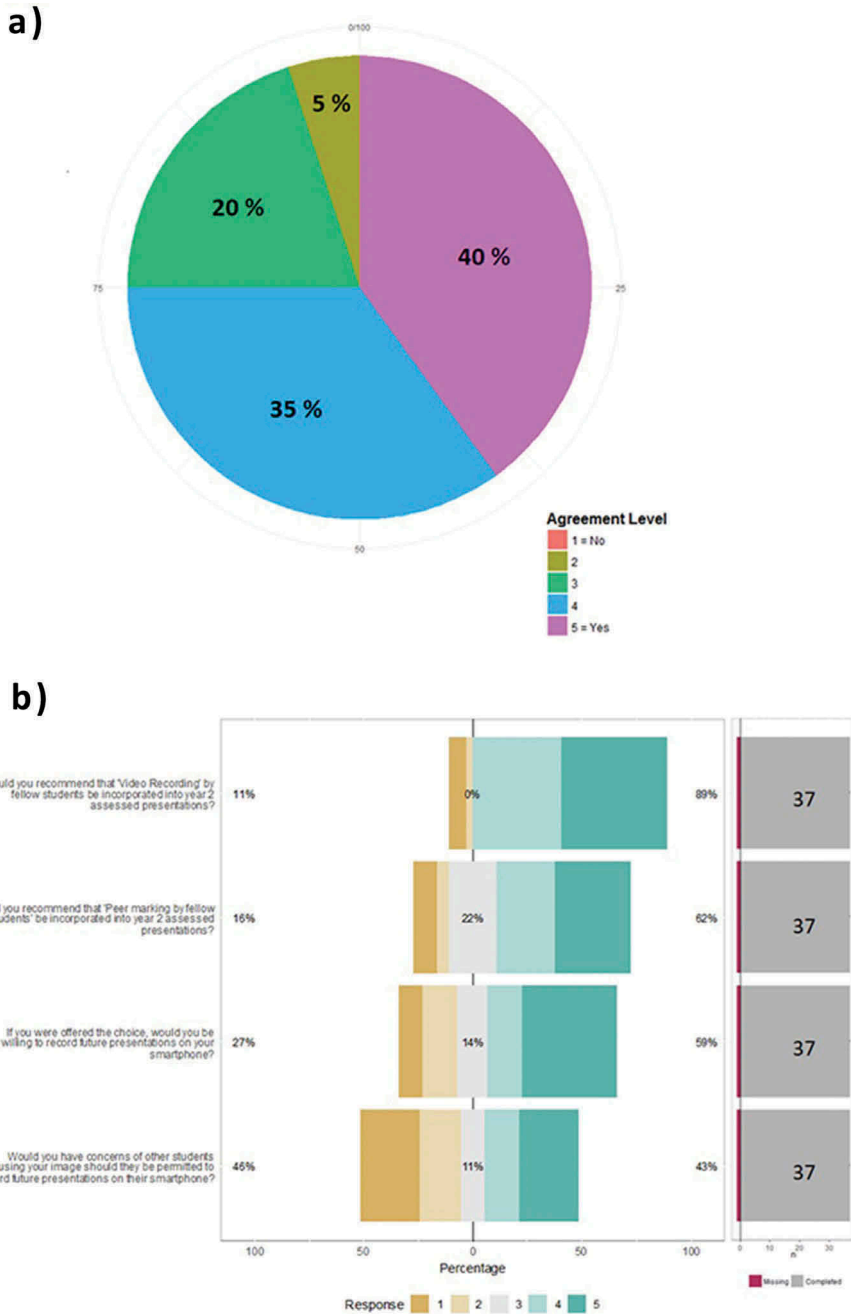 a)
0/100
5 %
20 %
40 %
75
25
35 %
50
Agreement Level
1 = No
2
3
4
5 = Yes
b)
uld you recommend that 'Video Recording' by
fellow students be incorporated into year 2
assessed presentations?
11%
0%
89%
37
you recommend that 'Peer marking by fellow
udents' be incorporated into year 2 assessed
presentations?
16%
22%
62%
37
If you were offered the choice, would you be
willing to record future presentations on your
smartphone?
27%
14%
59%
37
Would you have concerns of other students
using your image should they be permitted to
rd future presentations on their smartphone?
46%
11%
43%
37
100
50
0
50
100
0
10
20
30
Percentage
n
Missing
Completed
Response
1
2
3
4
5